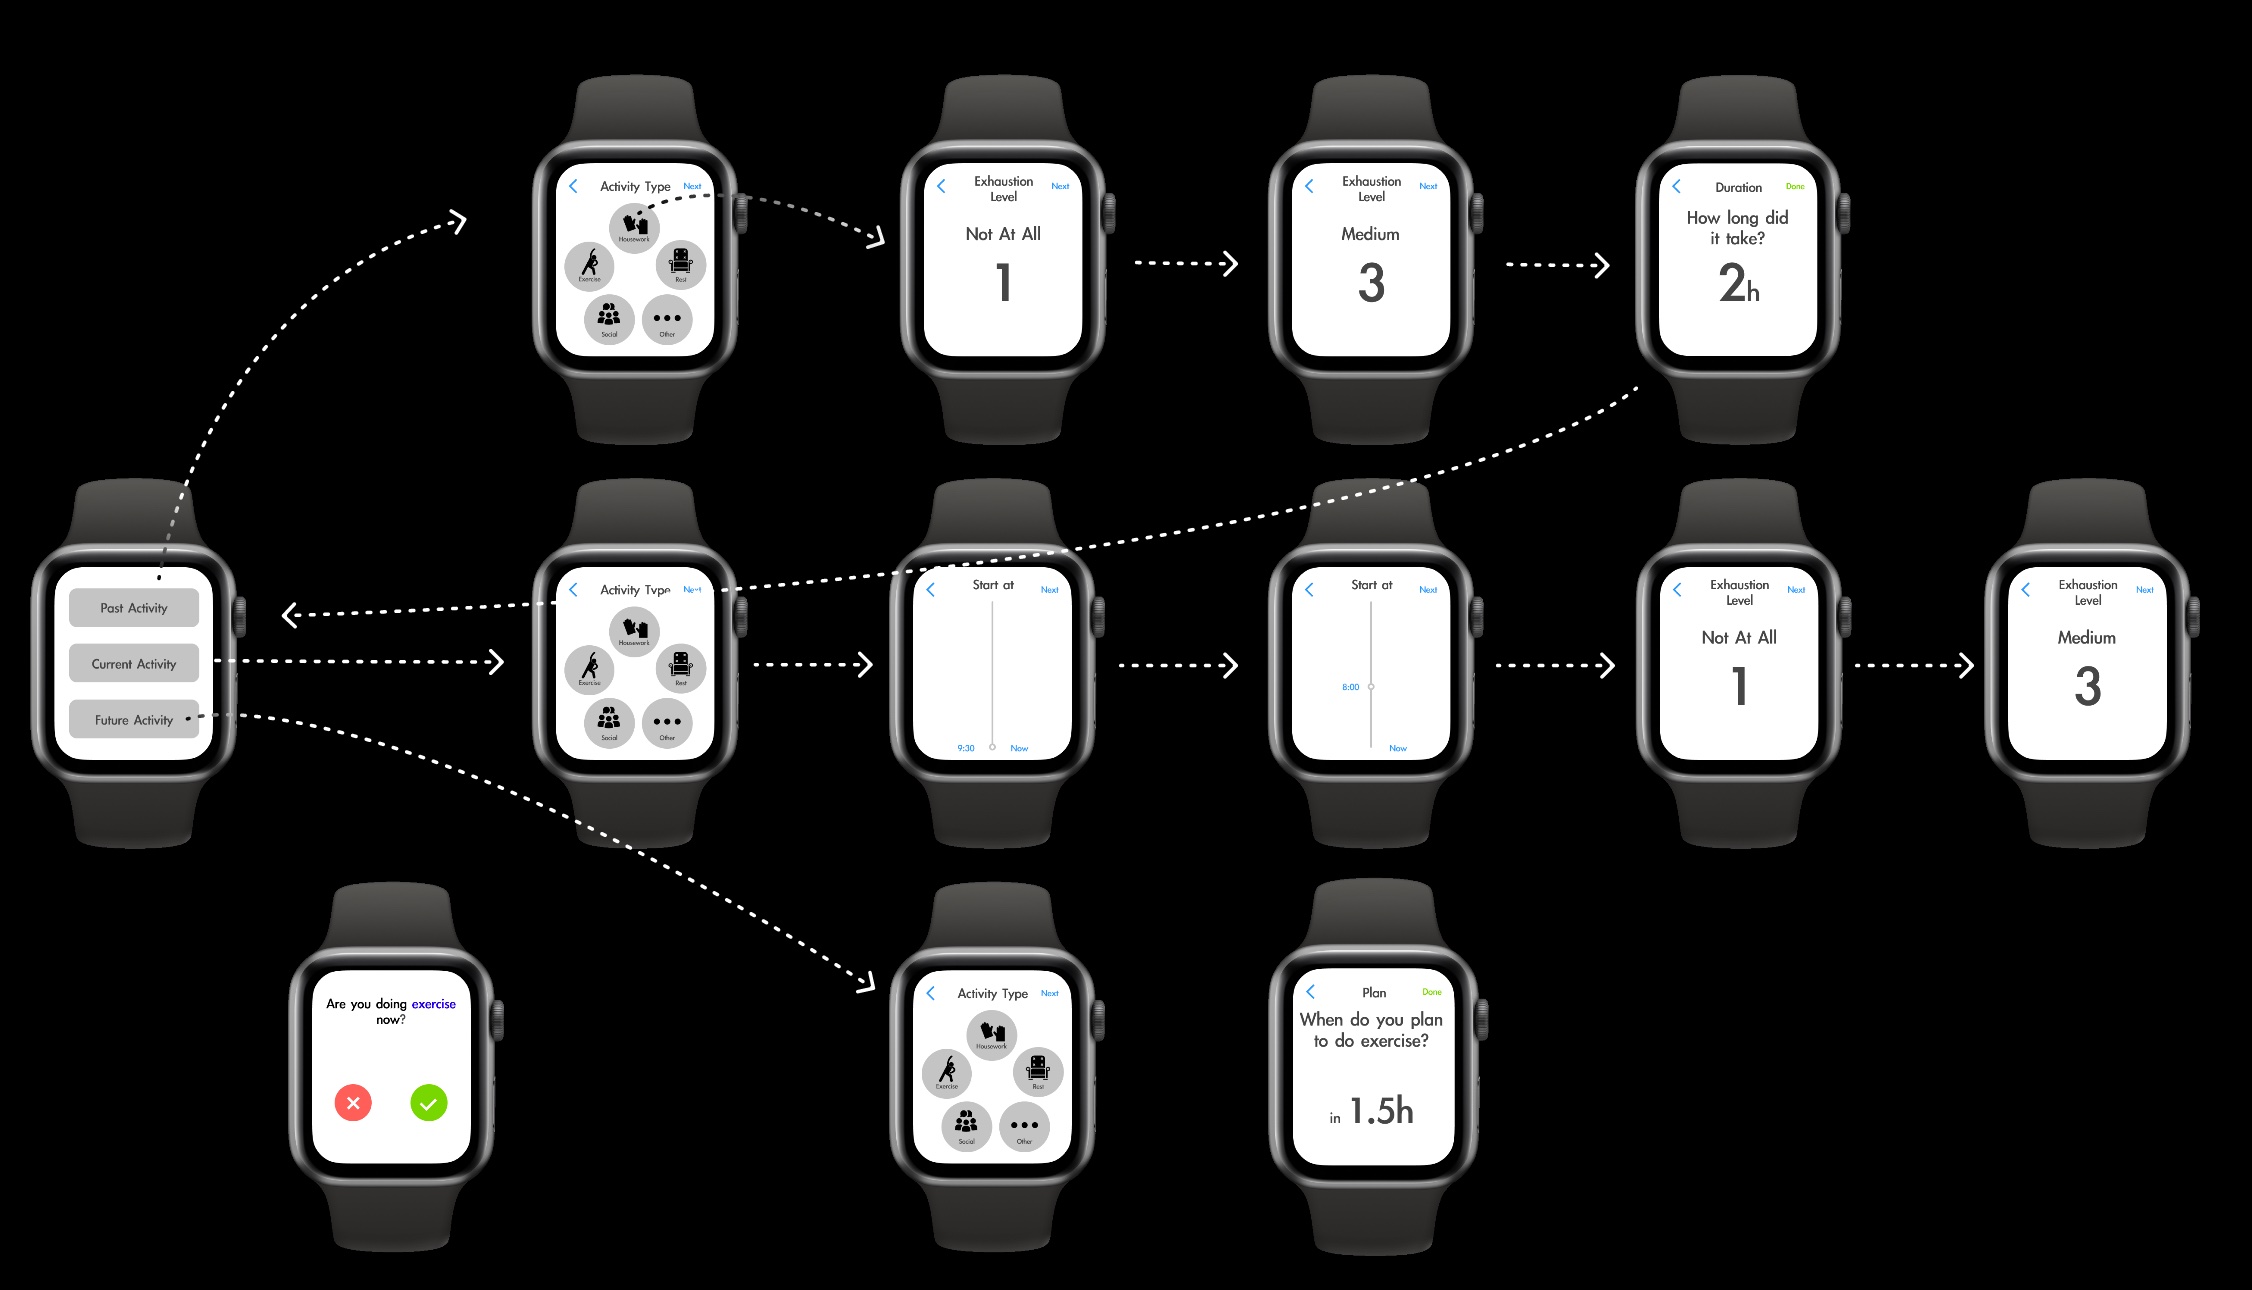 Activity Type Next
Housework
Exercise
Rest
Social
Other
Exhaustion
Level
Next
Not At All
1
Exhaustion
Level
Next
Medium
3
Duration Done
How long did
it take?
2h
Past Activity
Current Activity
Future Activity
Activity Type Next
Housework
Exercise
Rest
Social
Other
Start at Next
9:30 Now
Start at Next
8:00
Now
Exhaustion
Level
Next
Not At All
1
Exhaustion
Level
Next
Medium
3
Are you doing exercise
now?
Activity Type Next
Housework
Exercise
Rest
Social
Other
Plan Done
When do you plan
to do exercise?
in 1.5h